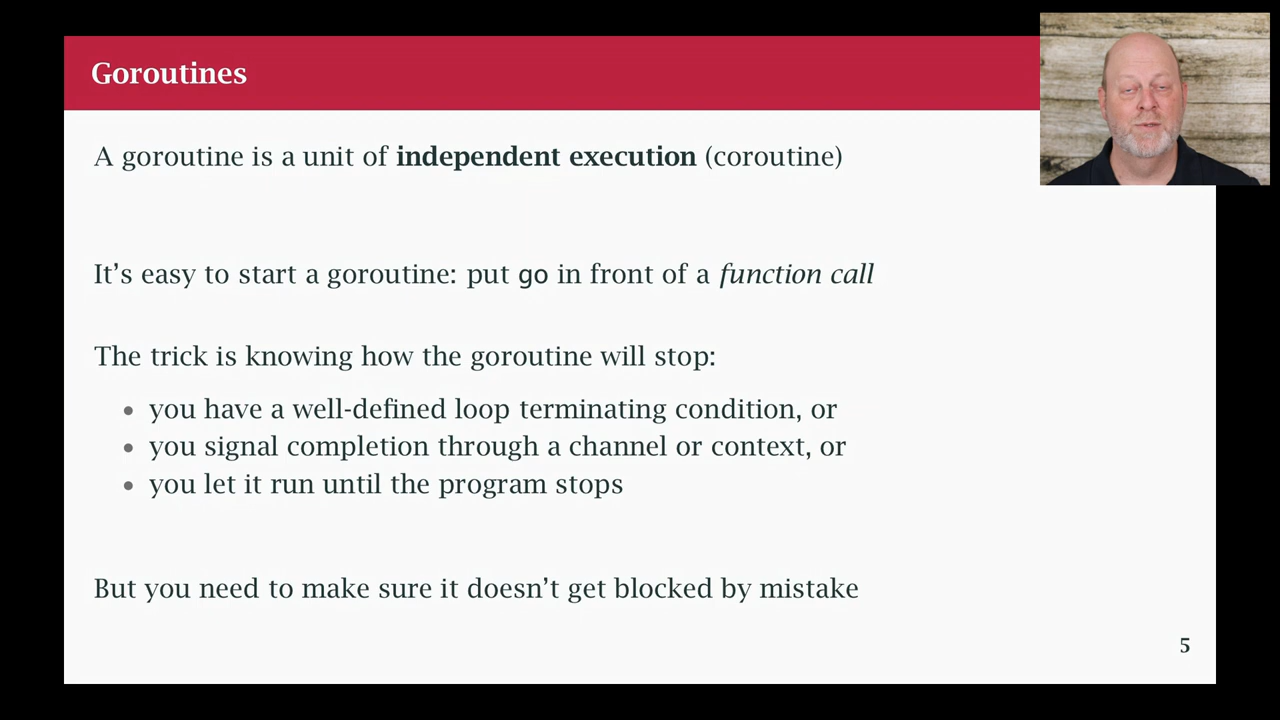 Goroutines
A goroutine is a unit of independent execution (coroutine)
It’s easy to start a goroutine: put go in front of a function call
The trick is knowing how the goroutine will stop:
• you have a well-defined loop terminating condition, or
• you signal completion through a channel or context, or
• you let it run until the program stops
But you need to make sure it doesn’t get blocked by mistake
5